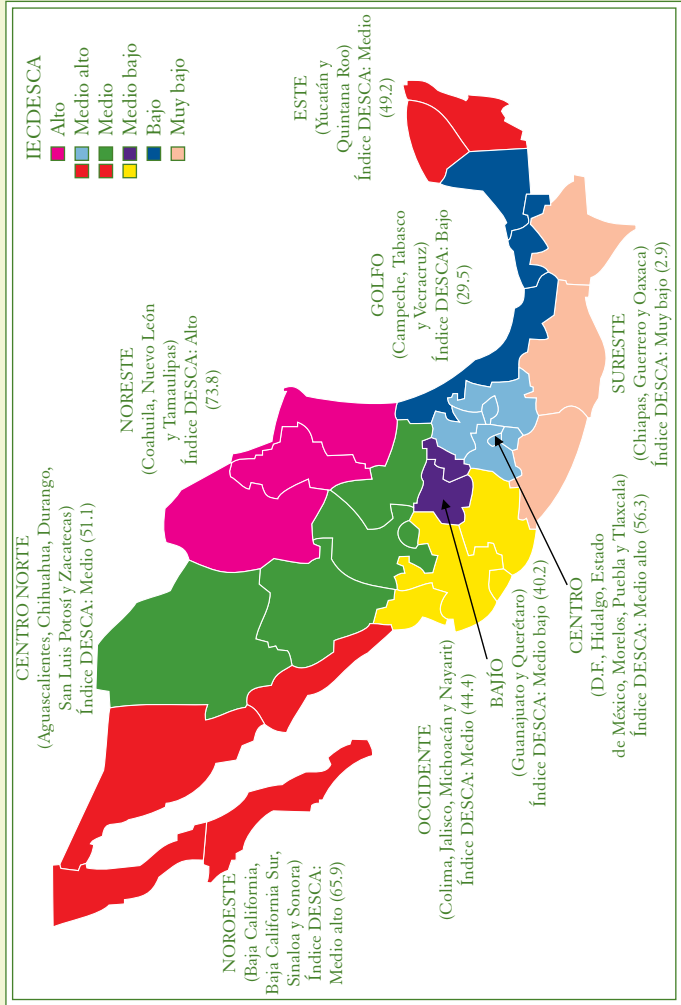 IECDESCA
Alto
Medio alto
Medio
Medio bajo
Bajo
Muy bajo
CENTRO NORTE
(Aguascalientes, Chihuahua, Durango,
San Luis Potosí y Zacatecas)
Índice DESCA: Medio (51.1)
NORESTE
(Coahuila, Nuevo León
y Tamaulipas)
Índice DESCA: Alto
(73.8)
GOLFO
(Campeche, Tabasco
y Vecracruz)
Índice DESCA: Bajo
(29.5)
ESTE
(Yucatán y
Quintana Roo)
Índice DESCA: Medio
(49.2)
NOROESTE
(Baja California,
Baja California Sur,
Sinaloa y Sonora)
Índice DESCA:
Medio alto (65.9)
OCCIDENTE
(Colima, Jalisco, Michoacán y Nayarit)
Índice DESCA: Medio (44.4)
BAJÍO
(Guanajuato y Querétaro)
Índice DESCA: Medio bajo (40.2)
CENTRO
(D.F., Hidalgo, Estado
de México, Morelos, Puebla y Tlaxcala)
Índice DESCA: Medio alto (56.3)
SURESTE
(Chiapas, Guerrero y Oaxaca)
Índice DESCA: Muy bajo (2.9)